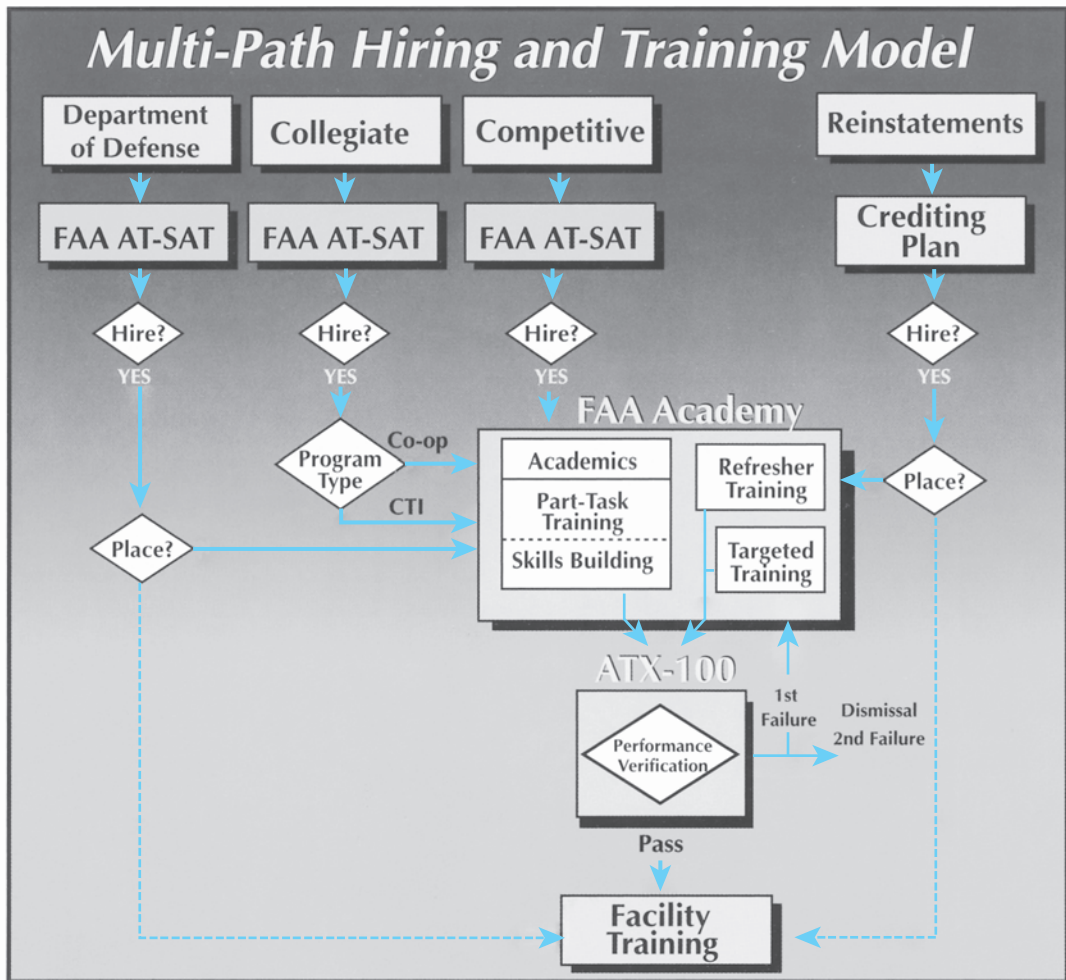 Multi-Path Hiring and Training Model
Department
of Defense
Collegiate
Competitive
Reinstatements
FAA AT-SAT
FAA AT-SAT
FAA AT-SAT
Crediting
Plan
Hire?
Hire?
Hire?
Hire?
YES
YES
YES
YES
FAA Academy
Program
Type
Co-op
CTI
Academics
Part-Task
Training
Skills Building
Refresher
Training
Targeted
Training
Place?
Place?
ATX-100
Performance
Verification
1st
Failure
Dismissal
2nd Failure
Pass
Facility
Training